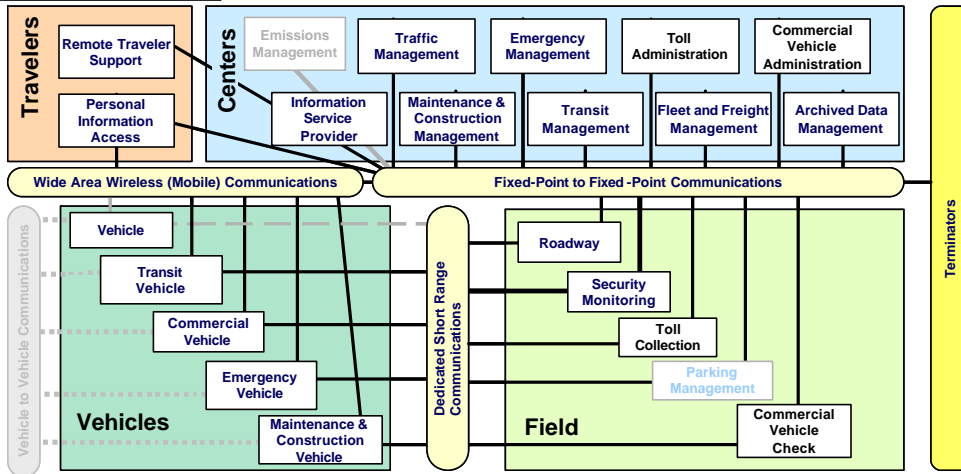 Travelers
Remote Traveler
Support
Personal
Information
Access
Centers
Emissions
Management
Traffic
Management
Emergency
Management
Toll
Administration
Commercial
Vehicle
Administration
Information
Service
Provider
Maintenance &
Construction
Management
Transit
Management
Fleet and Freight
Management
Archived Data
Management
Terminators
Wide Area Wireless (Mobile) Communications
Fixed-Point to Fixed -Point Communications
Vehicle to Vehicle Communications
Vehicle
Transit
Vehicle
Commercial
Vehicle
Emergency
Vehicle
Maintenance &
Construction
Vehicle
Vehicles
Dedicated Short Range
Communications
Roadway
Security
Monitoring
Toll
Collection
Parking
Management
Commercial
Vehicle
Check
Field